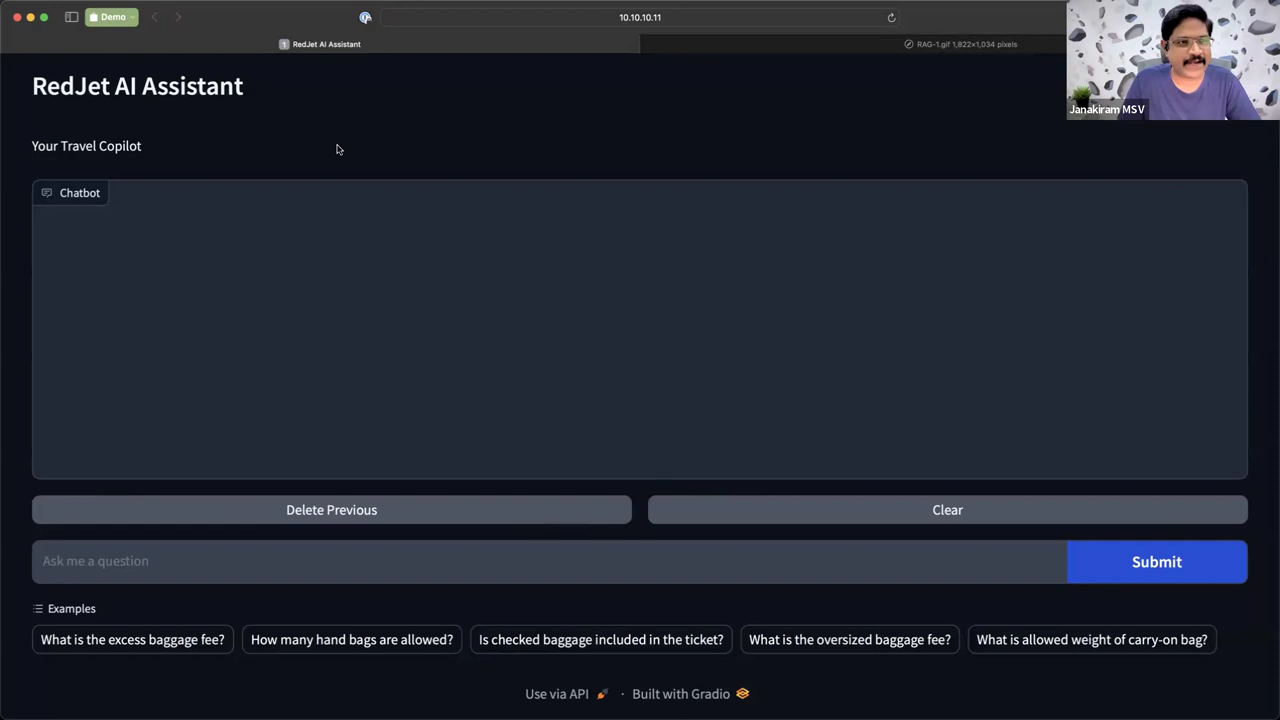 Demo
10.10.10.11
1 RedJet AI Assistant
RAG-1.gif 1,822×1,034 pixels
Janakiram MSV
RedJet AI Assistant
Your Travel Copilot
Chatbot
Delete Previous
Clear
Ask me a question
Submit
Examples
What is the excess baggage fee?
How many hand bags are allowed?
Is checked baggage included in the ticket?
What is the oversized baggage fee?
What is allowed weight of carry-on bag?
Use via API · Built with Gradio